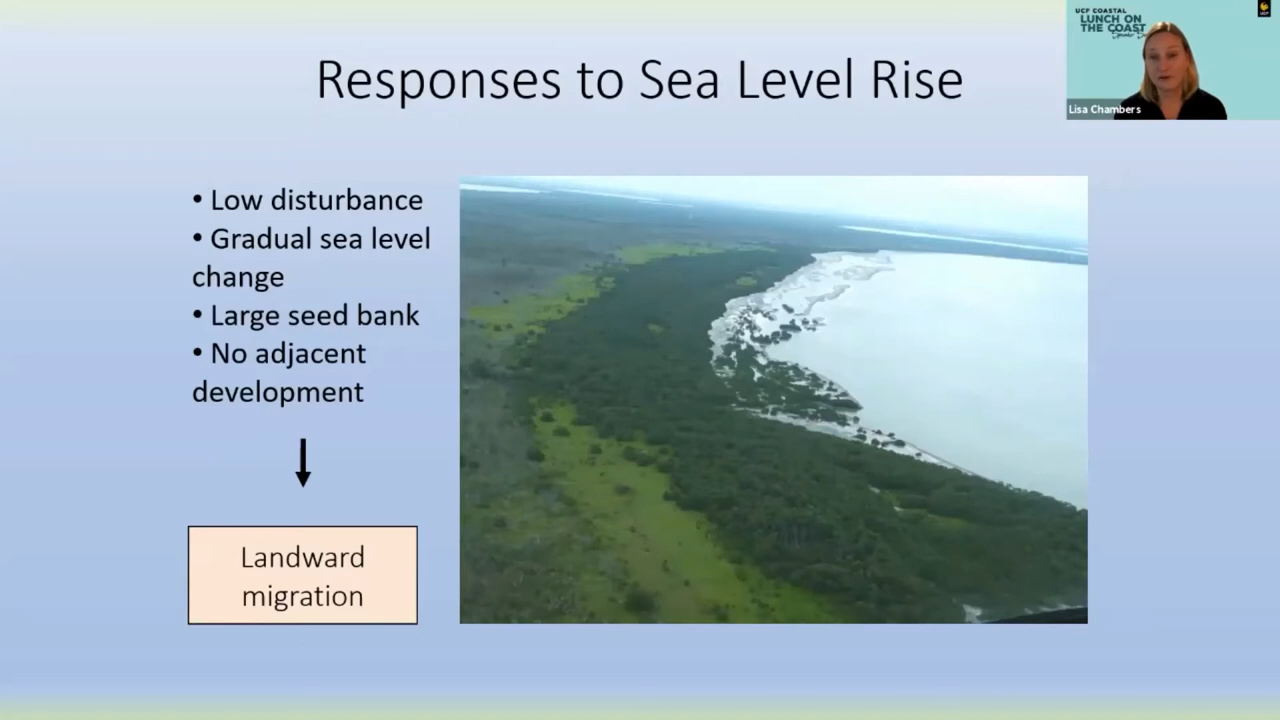 Responses to Sea Level Rise
UCF COASTAL
LUNCH ON
THE COAST
Lisa Chambers
UCF
• Low disturbance
• Gradual sea level
change
• Large seed bank
• No adjacent
development
Landward
migration